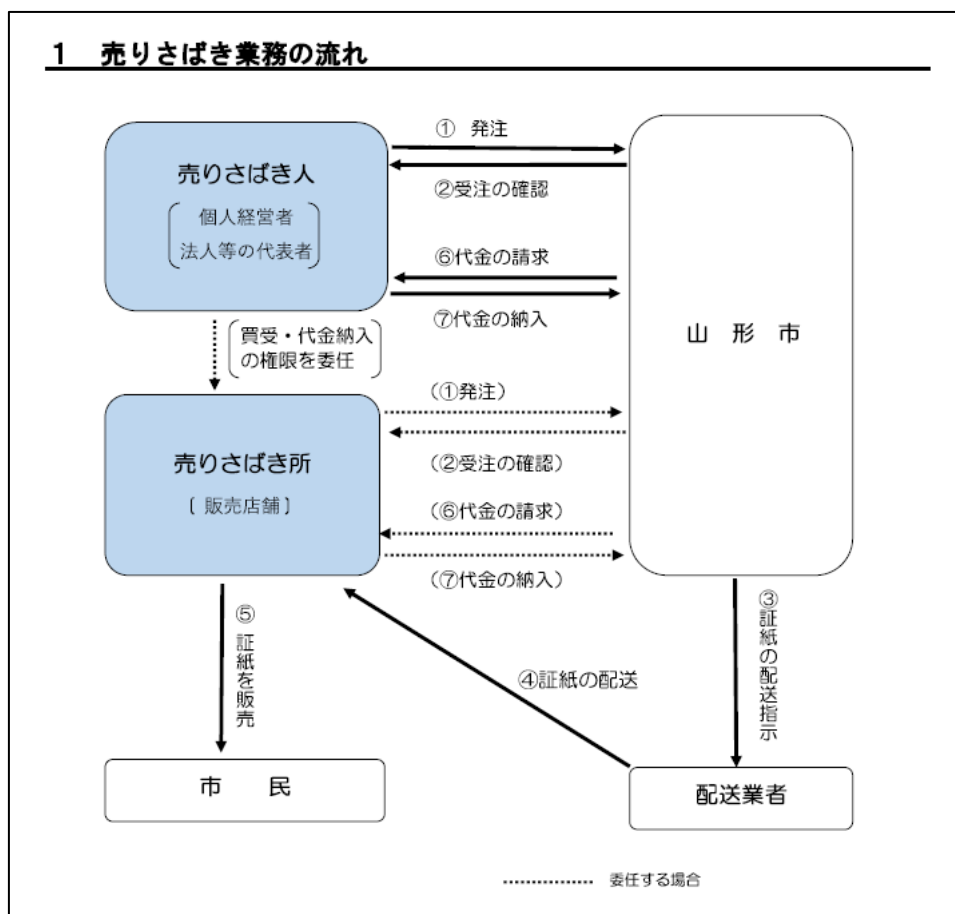 1 売りさばき業務の流れ
① 発注
売りさばき人
個人経営者
法人等の代表者
②受注の確認
⑥代金の請求
⑦代金の納入
山 形 市
買受・代金納入
の権限を委任
(①発注)
売りさばき所
[ 販売店舗 ]
(②受注の確認)
(⑥代金の請求)
(⑦代金の納入)
③証紙の配送指示
⑤ 証紙を販売
④証紙の配送
市 民
配送業者
委任する場合